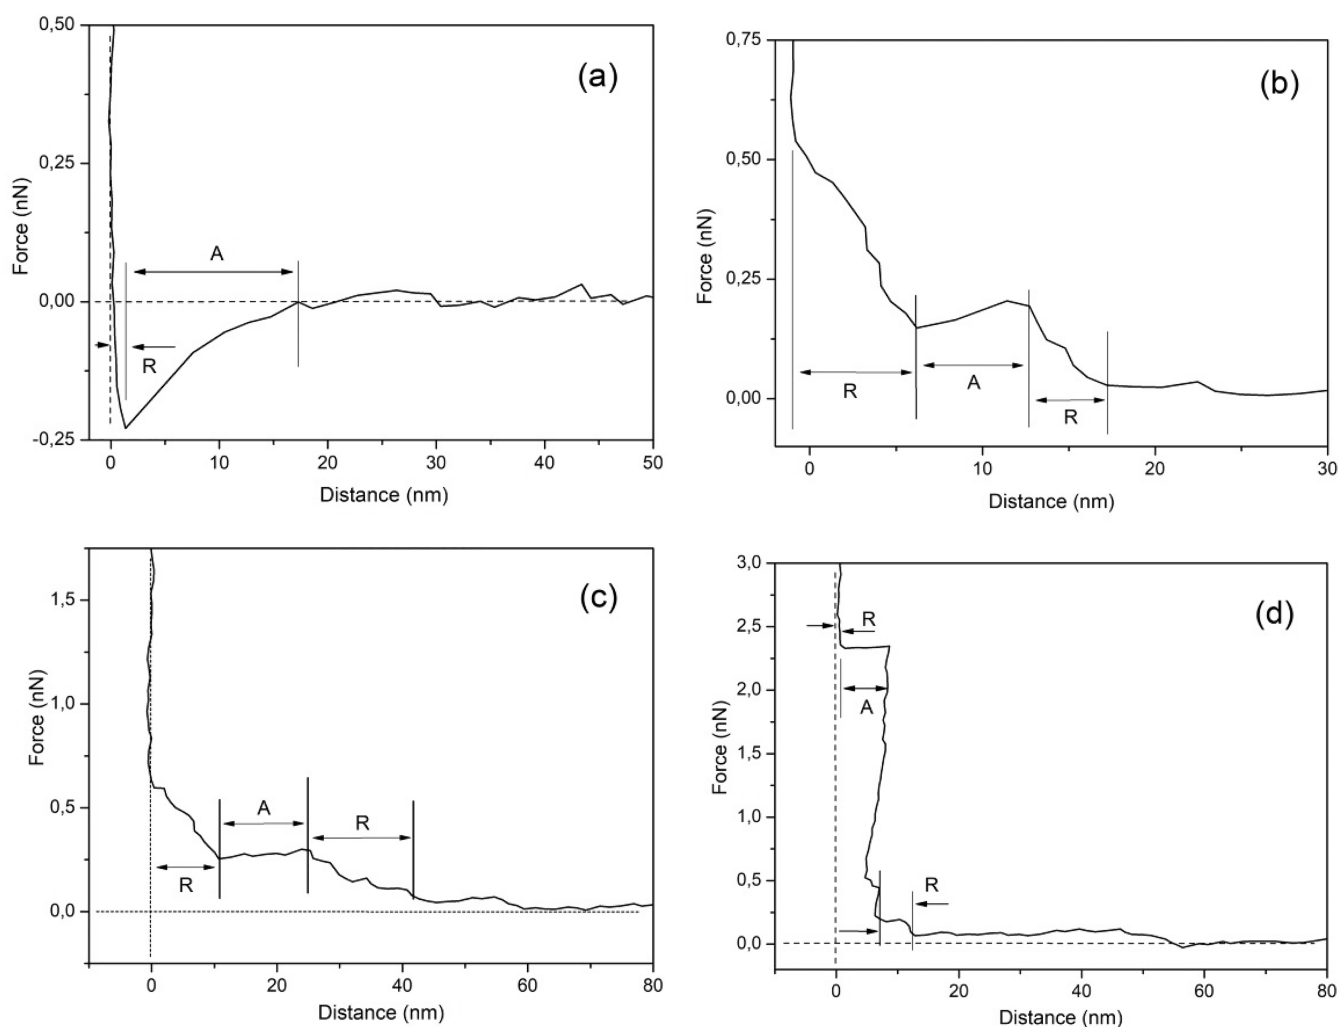 (a)
0,50
0,25
0,00
-0,25
Force (nN)
A
R
0 10 20 30 40 50
Distance (nm)
(b)
0,75
0,50
0,25
0,00
Force (nN)
R
A
R
0 10 20 30
Distance (nm)
(c)
1,5
1,0
0,5
0,0
Force (nN)
A
R
R
0 20 40 60 80
Distance (nm)
(d)
3,0
2,5
2,0
1,5
1,0
0,5
0,0
Force (nN)
R
A
R
0 20 40 60 80
Distance (nm)